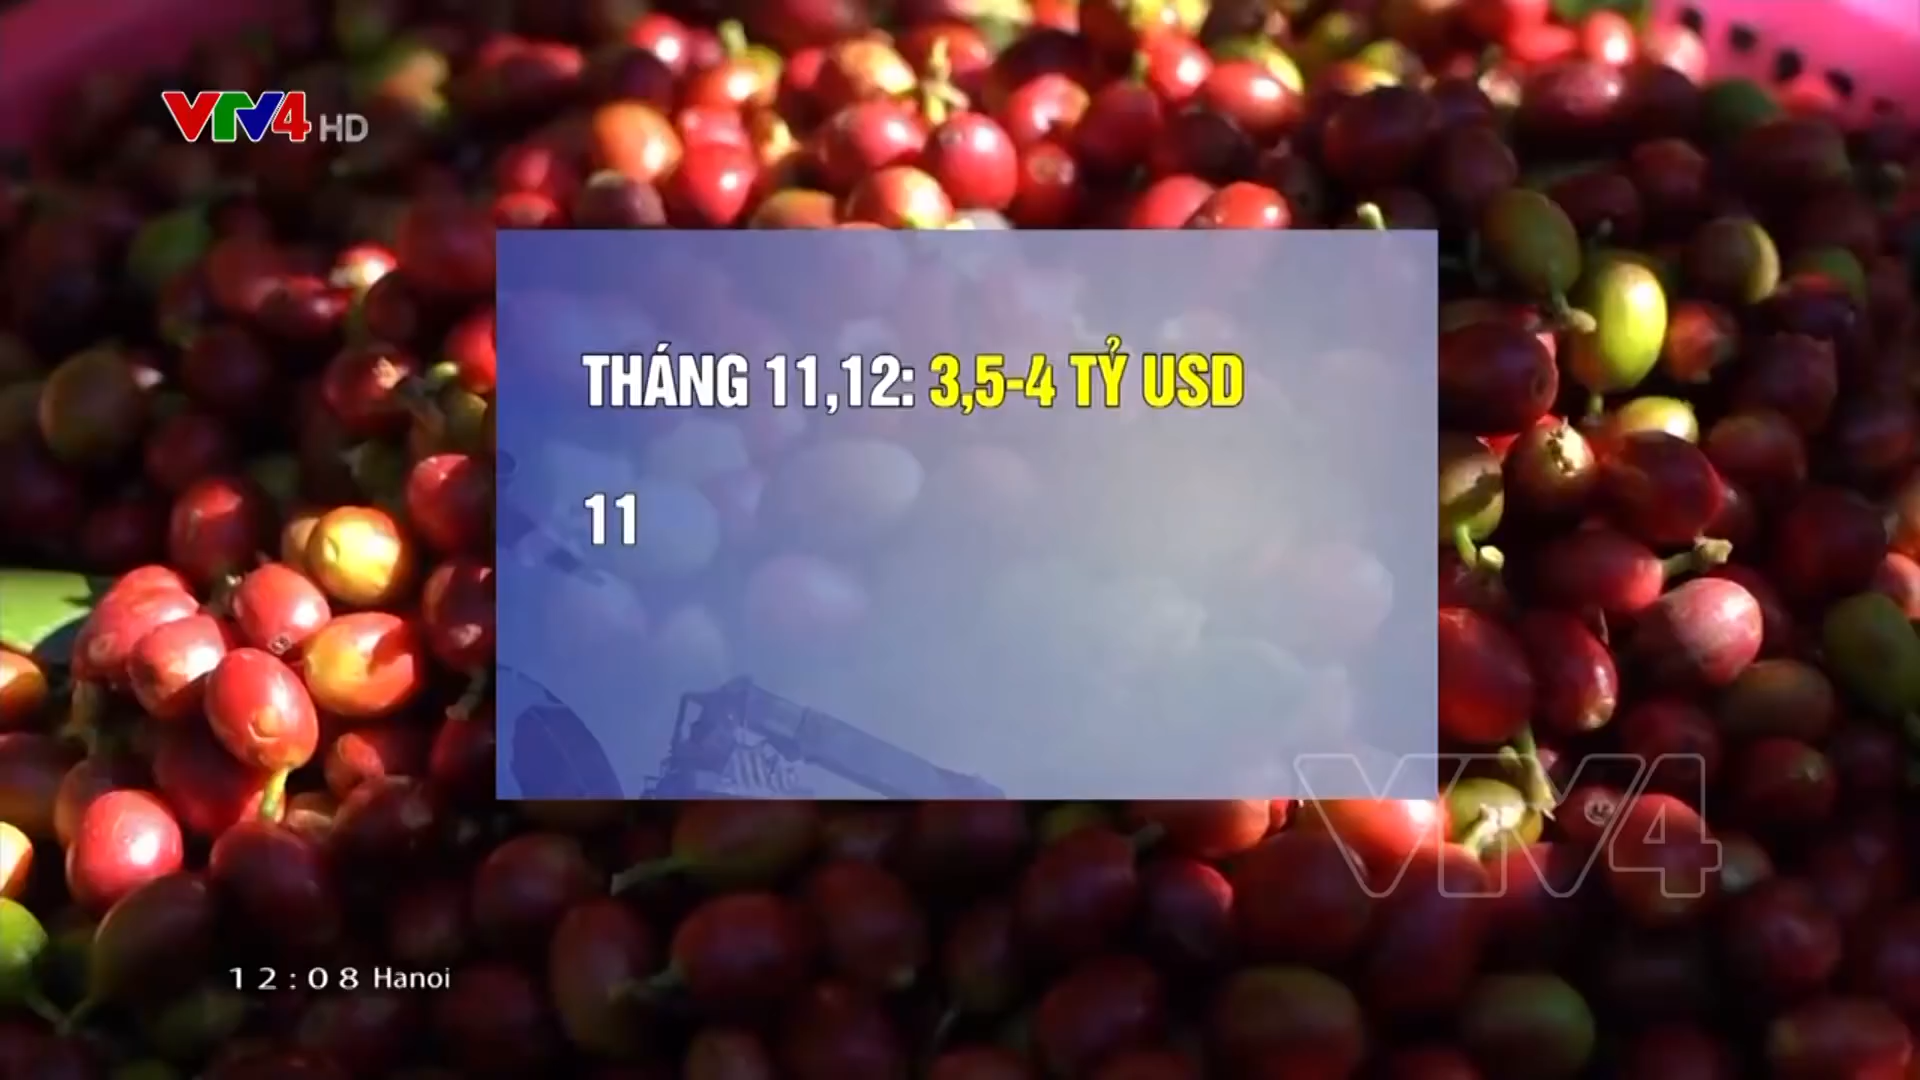 VTV4 HD
THÁNG 11,12: 3,5-4 TỶ USD
11
VTV4
12:08 Hanoi